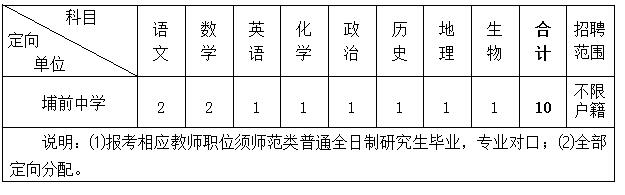 科目
定向
单位
语文 数学 英语 化学 政治 历史 地理 生物 合计 招聘范围
埔前中学 2 2 1 1 1 1 1 1 10 不限户籍
说明：(1)报考相应教师职位须师范类普通全日制研究生毕业，专业对口；(2)全部
定向分配。